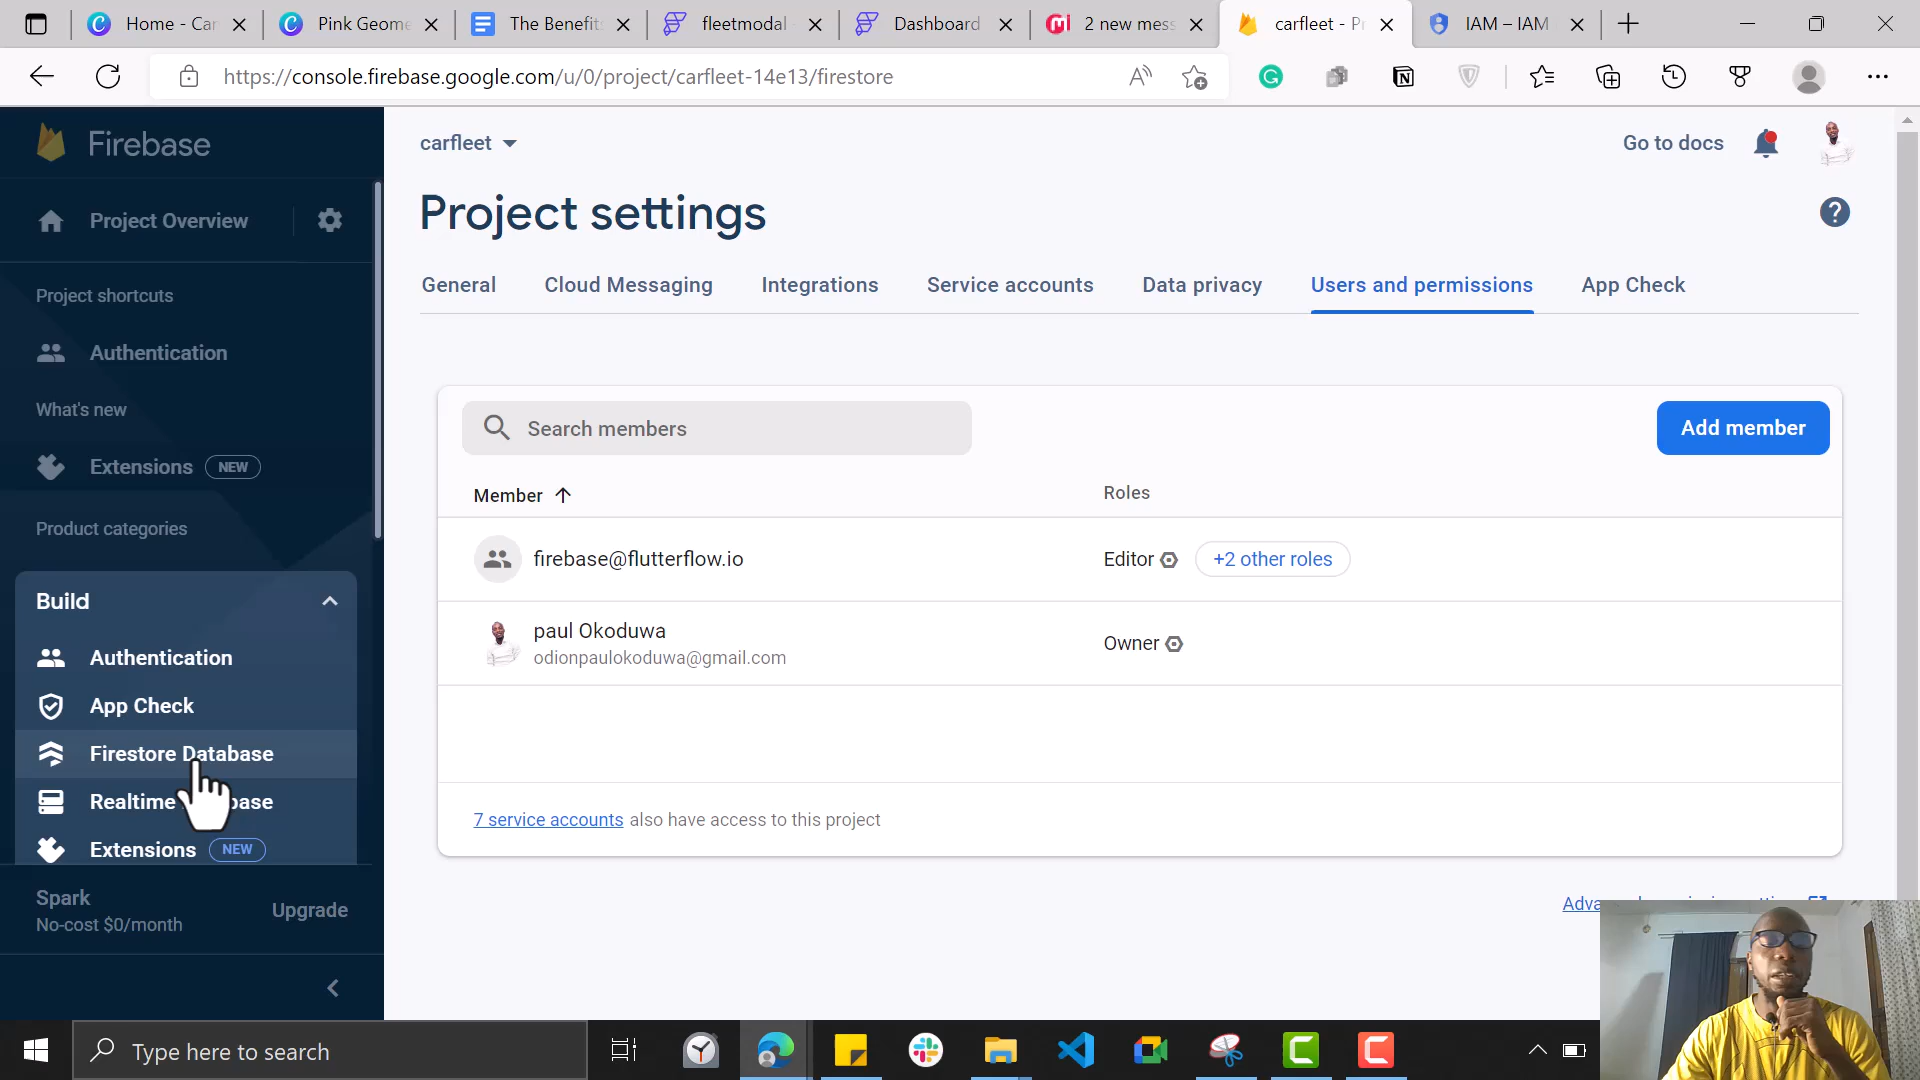 Home - Car
Pink Geome
The Benefit
fleetmodal
Dashboard
2 new mess
carfleet - Pr
IAM – IAM
https://console.firebase.google.com/u/0/project/carfleet-14e13/firestore
Firebase
Project Overview
Project shortcuts
Authentication
What's new
Extensions NEW
Product categories
Build
Authentication
App Check
Firestore Database
Realtime
Extensions NEW
Spark
No-cost $0/month
Upgrade
carfleet
Go to docs
Project settings
General
Cloud Messaging
Integrations
Service accounts
Data privacy
Users and permissions
App Check
Search members
Add member
Member
Roles
firebase@flutterflow.io
Editor
+2 other roles
paul Okoduwa
odionpaulokoduwa@gmail.com
Owner
7 service accounts also have access to this project
Type here to search